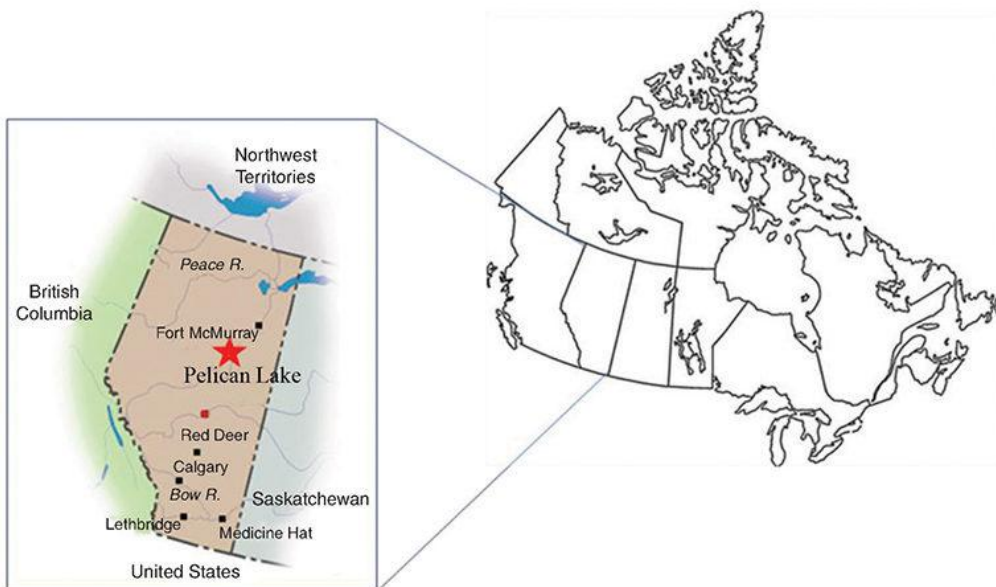 Northwest
Territories
Peace R.
British
Columbia
Fort McMurray
Pelican Lake
Red Deer
Calgary
Bow R.
Saskatchewan
Lethbridge
Medicine Hat
United States